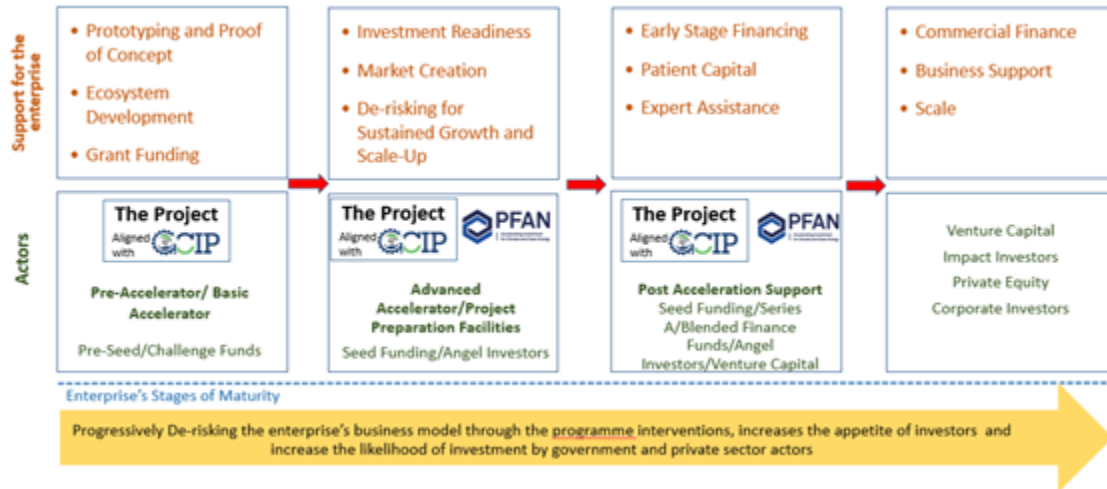 Support for the
enterprise
• Prototyping and Proof
of Concept
• Ecosystem
Development
• Grant Funding
• Investment Readiness
• Market Creation
• De-risking for
Sustained Growth and
Scale-Up
• Early Stage Financing
• Patient Capital
• Expert Assistance
• Commercial Finance
• Business Support
• Scale
Actors
The Project
Aligned
with
GCIP
Pre-Accelerator/ Basic
Accelerator
Pre-Seed/Challenge Funds
The Project
Aligned
with
GCIP
PFAN
Advanced
Accelerator/Project
Preparation Facilities
Seed Funding/Angel Investors
The Project
Aligned
with
GCIP
PFAN
Post Acceleration Support
Seed Funding/Series
A/Blended Finance
Funds/Angel
Investors/Venture Capital
Venture Capital
Impact Investors
Private Equity
Corporate Investors
Enterprise's Stages of Maturity
Progressively De-risking the enterprise's business model through the programme interventions, increases the appetite of investors and
increase the likelihood of investment by government and private sector actors